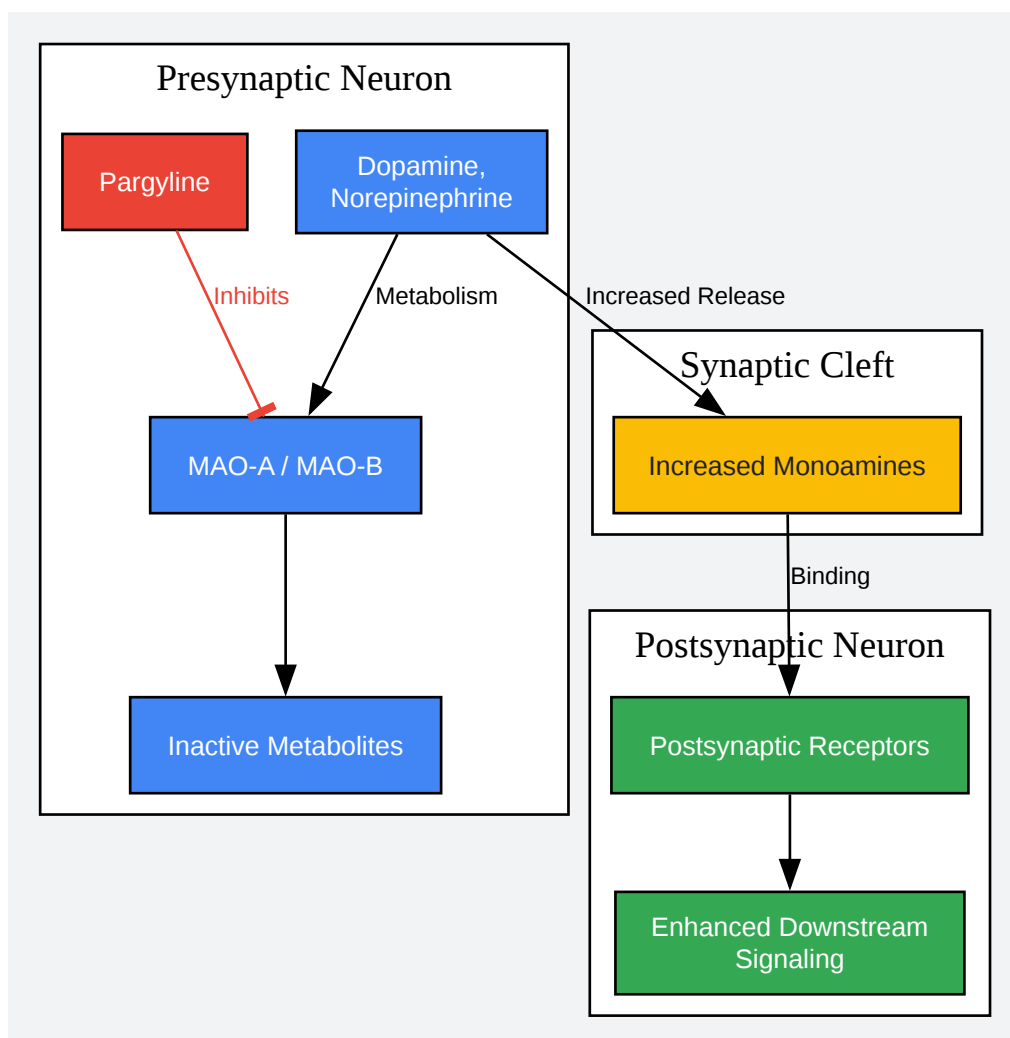 Presynaptic Neuron
Pargyline
Dopamine,
Norepinephrine
Inhibits
Metabolism
Increased Release
Synaptic Cleft
MAO-A / MAO-B
Increased Monoamines
Binding
Postsynaptic Neuron
Inactive Metabolites
Postsynaptic Receptors
Enhanced Downstream
Signaling